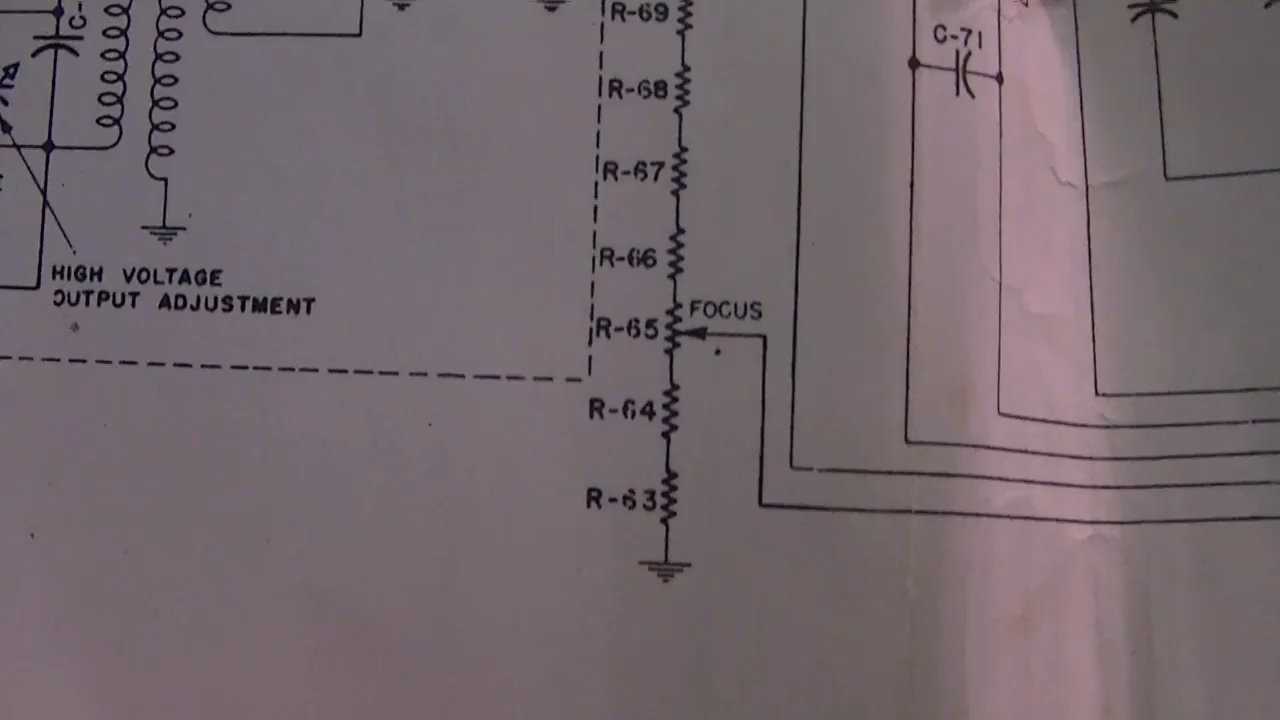 C-
R-69
C-71
R-68
R-67
R-66
HIGH VOLTAGE
OUTPUT ADJUSTMENT
FOCUS
R-65
R-64
R-63